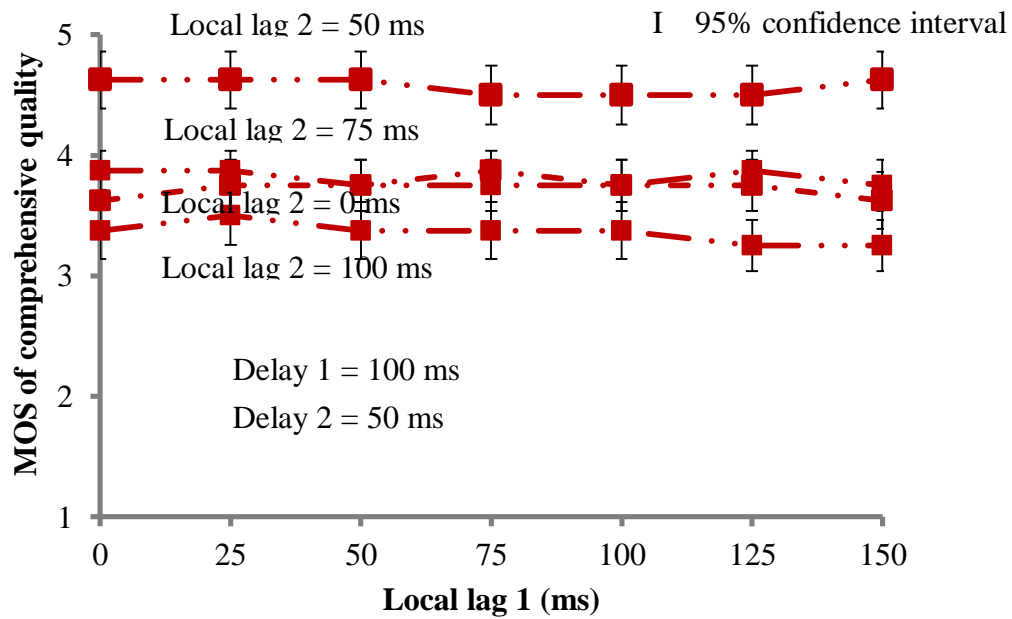 Local lag 2 = 50 ms
I 95% confidence interval
MOS of comprehensive quality
5
4
3
2
1
Local lag 2 = 75 ms
Local lag 2 = 0 ms
Local lag 2 = 100 ms
Delay 1 = 100 ms
Delay 2 = 50 ms
0 25 50 75 100 125 150
Local lag 1 (ms)